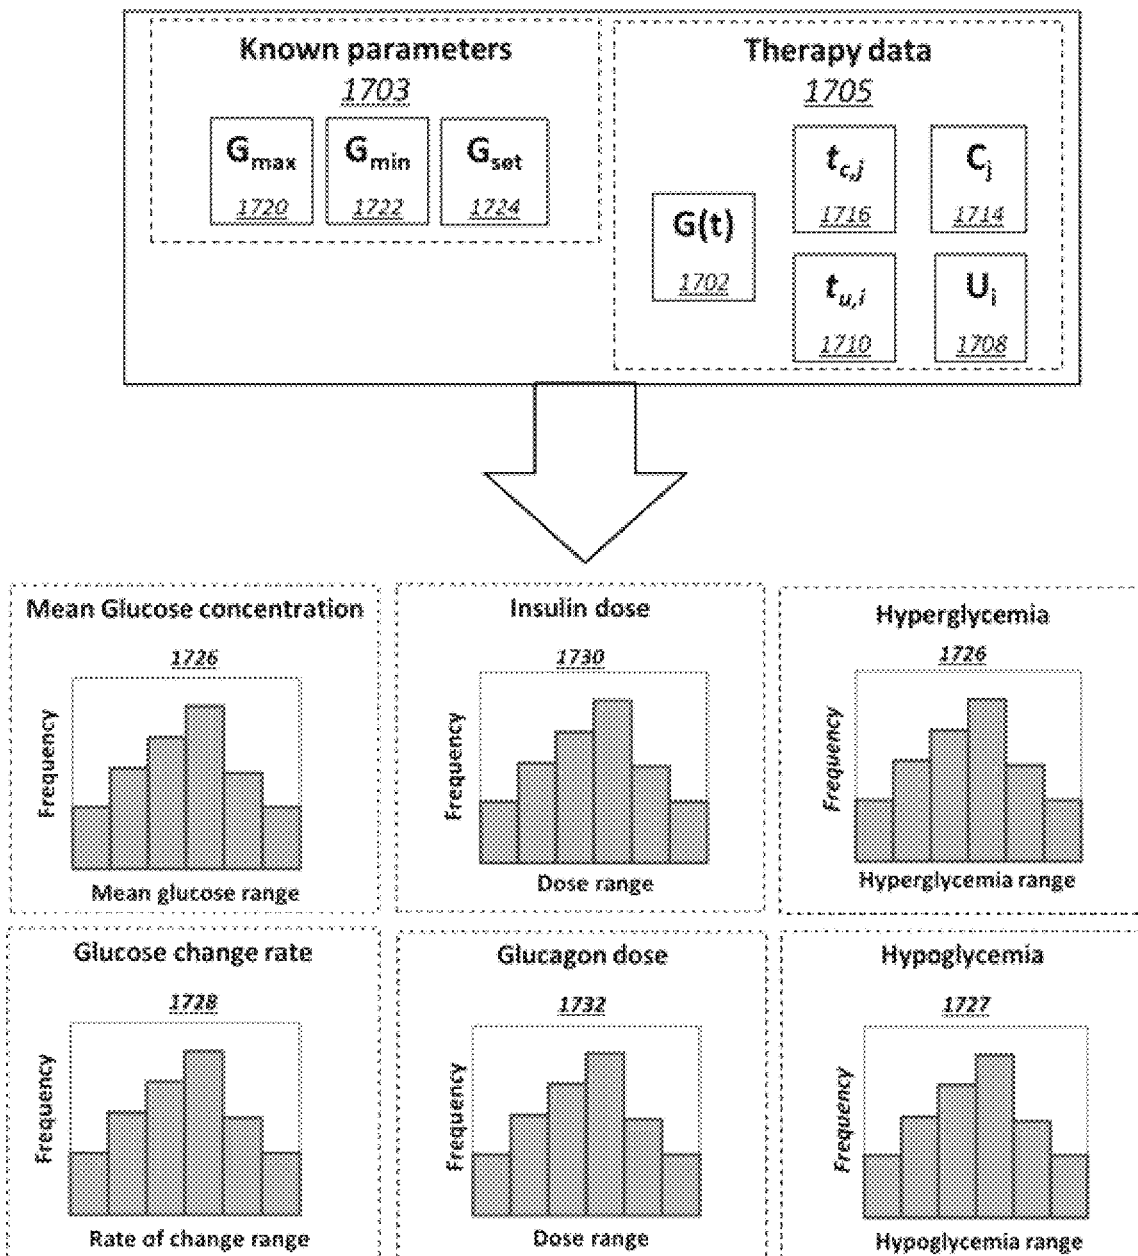 Known parameters
1703
Gmax
1720
Gmin
1722
Gset
1724
Therapy data
1705
G(t)
1702
tc,j
1716
Cj
1714
tu,i
1710
Ui
1708
Mean Glucose concentration
1726
Frequency
Mean glucose range
Insulin dose
1730
Frequency
Dose range
Hyperglycemia
1726
Frequency
Hyperglycemia range
Glucose change rate
1728
Frequency
Rate of change range
Glucagon dose
1732
Frequency
Dose range
Hypoglycemia
1727
Frequency
Hypoglycemia range